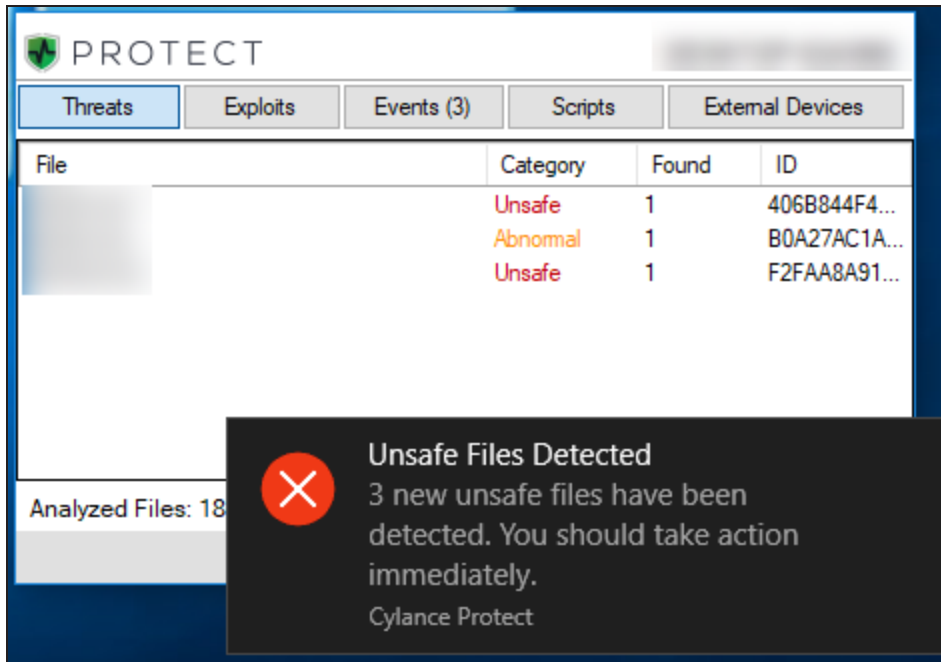 PROTECT
Threats Exploits Events (3) Scripts External Devices
File Category Found ID
Unsafe 1 406B844F4...
Abnormal 1 B0A27AC1A...
Unsafe 1 F2FAA8A91...
Analyzed Files: 18
Unsafe Files Detected
3 new unsafe files have been
detected. You should take action
immediately.
Cylance Protect